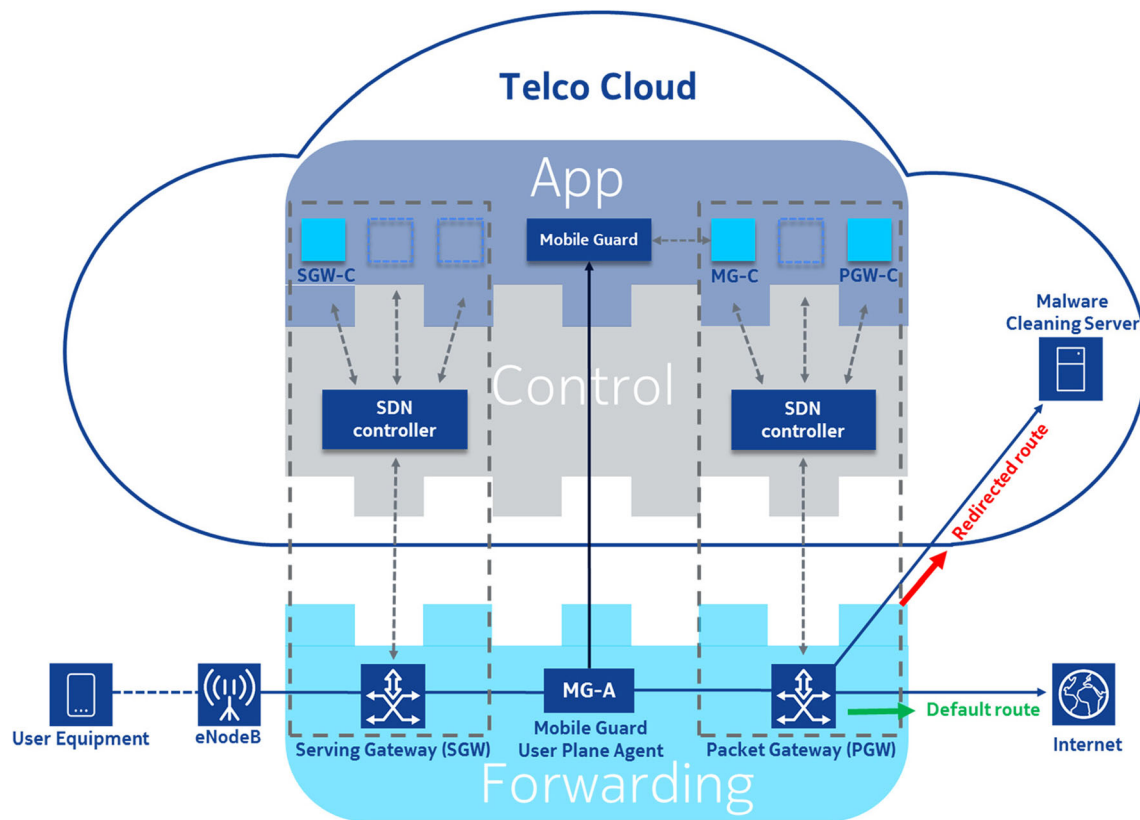 Telco Cloud
App
Mobile Guard
SGW-C
MG-C
PGW-C
Malware
Cleaning Server
Control
SDN
controller
SDN
controller
Redirected route
MG-A
Default route
User Equipment
eNodeB
Serving Gateway (SGW)
Mobile Guard
User Plane Agent
Packet Gateway (PGW)
Internet
Forwarding